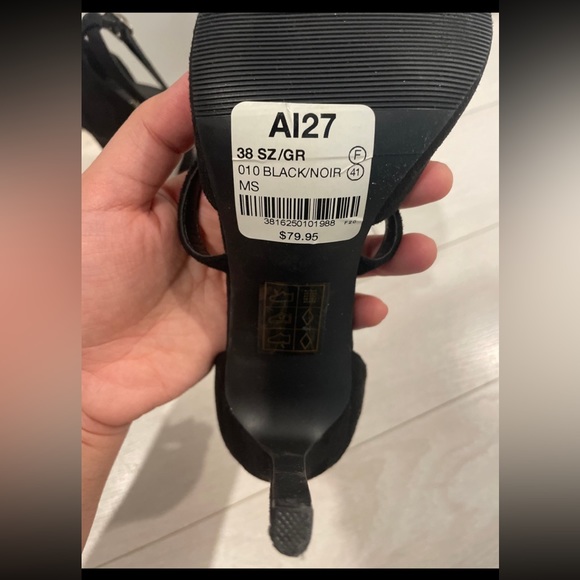 AI27
38 SZ/GR F
010 BLACK/NOIR 41
MS
3816250101988
$79.95